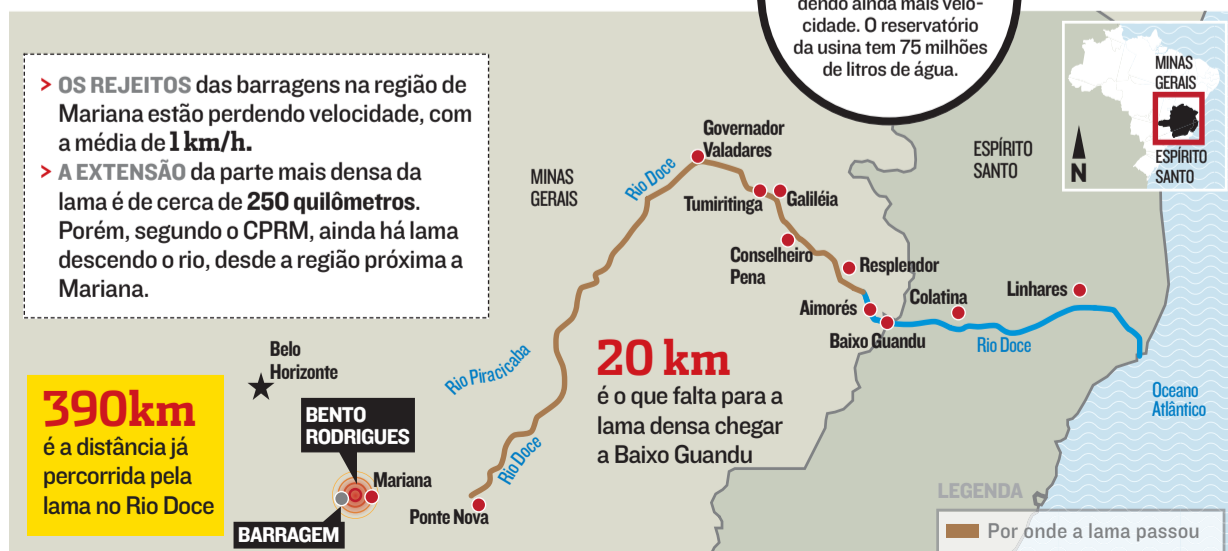 dendo ainda mais velo-
cidade. O reservatório
da usina tem 75 milhões
de litros de água.
> OS REJEITOS das barragens na região de
Mariana estão perdendo velocidade, com
a média de 1 km/h.
> A EXTENSÃO da parte mais densa da
lama é de cerca de 250 quilômetros.
Porém, segundo o CPRM, ainda há lama
descendo o rio, desde a região próxima a
Mariana.
MINAS
GERAIS
ESPÍRITO
SANTO
N
MINAS
GERAIS
ESPÍRITO
SANTO
Governador
Valadares
Rio Doce
Tumiritinga
Galiléia
Conselheiro
Pena
Resplendor
Aimorés
Colatina
Linhares
Baixo Guandu
Rio Doce
Oceano
Atlântico
Belo
Horizonte
Rio Piracicaba
20 km
é o que falta para a
lama densa chegar
a Baixo Guandu
390km
é a distância já
percorrida pela
lama no Rio Doce
BENTO
RODRIGUES
Mariana
BARRAGEM
Rio Doce
Ponte Nova
LEGENDA
Por onde a lama passou